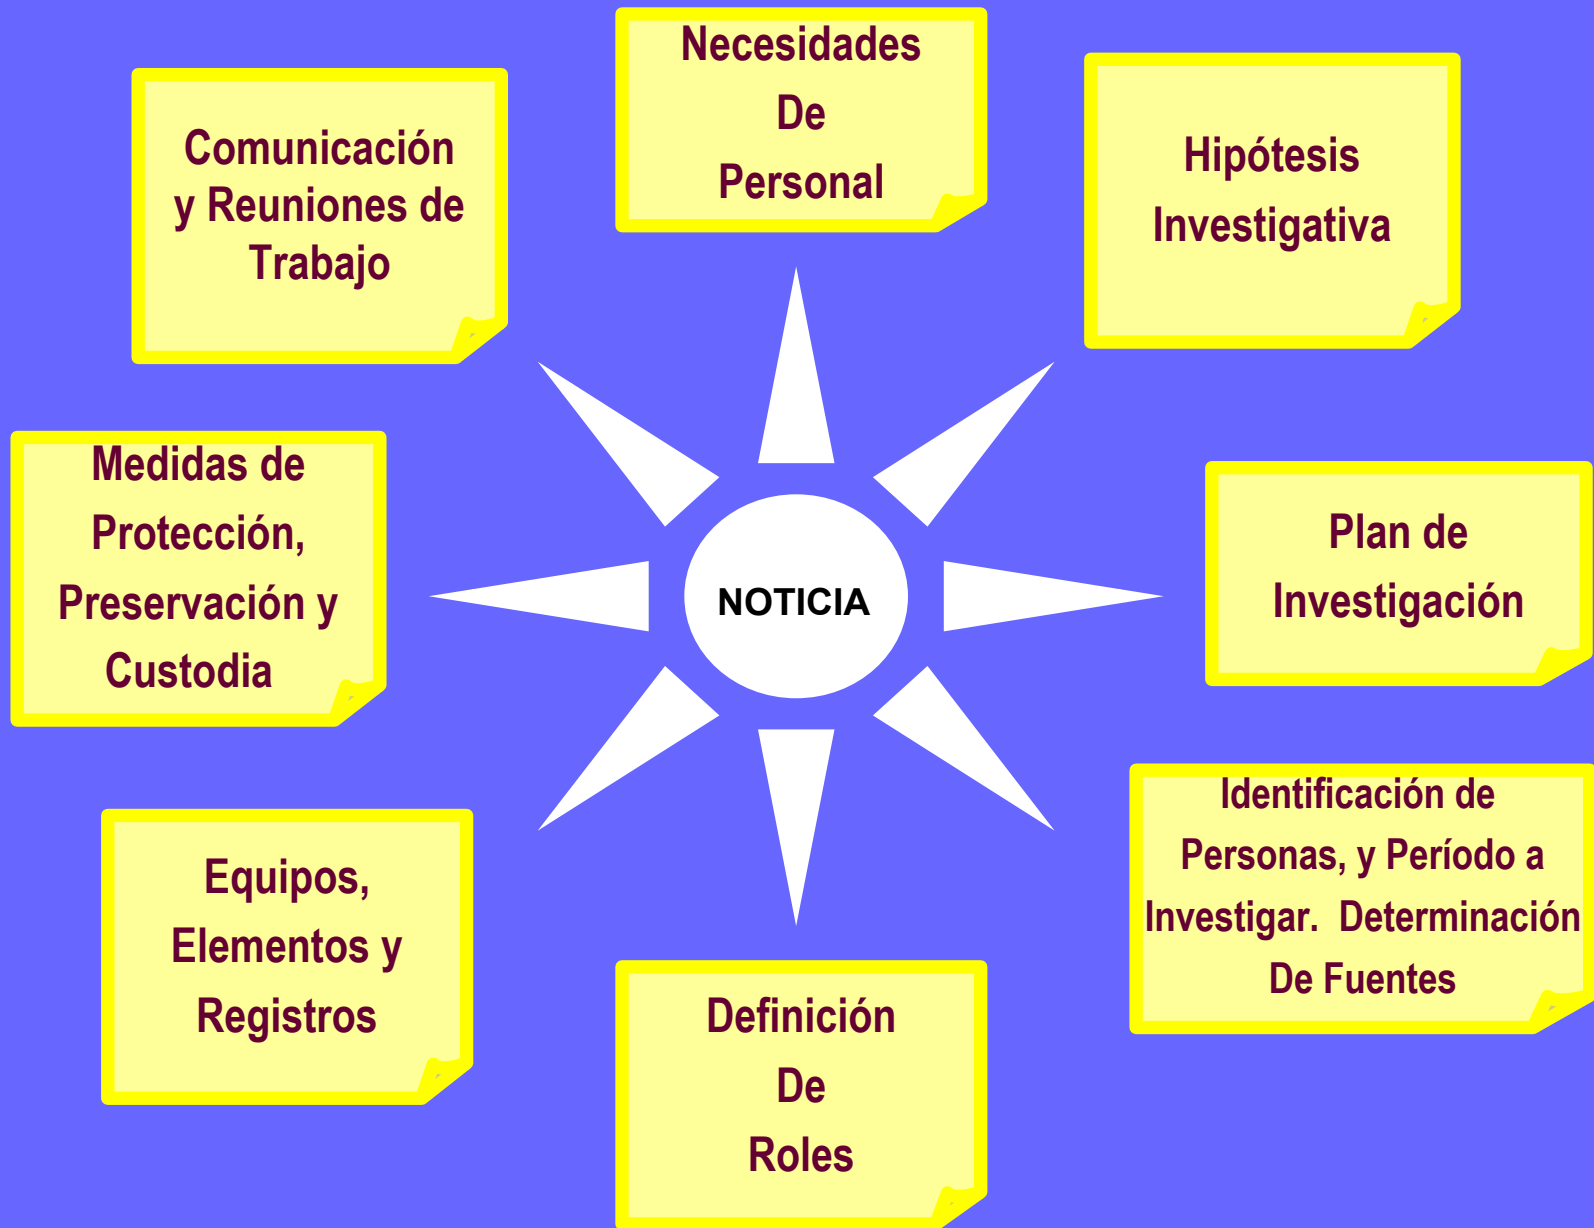 Necesidades
De
Personal
Comunicación
y Reuniones de
Trabajo
Hipótesis
Investigativa
Medidas de
Protección,
Preservación y
Custodia
NOTICIA
Plan de
Investigación
Equipos,
Elementos y
Registros
Definición
De
Roles
Identificación de
Personas, y Período a
Investigar.  Determinación
De Fuentes